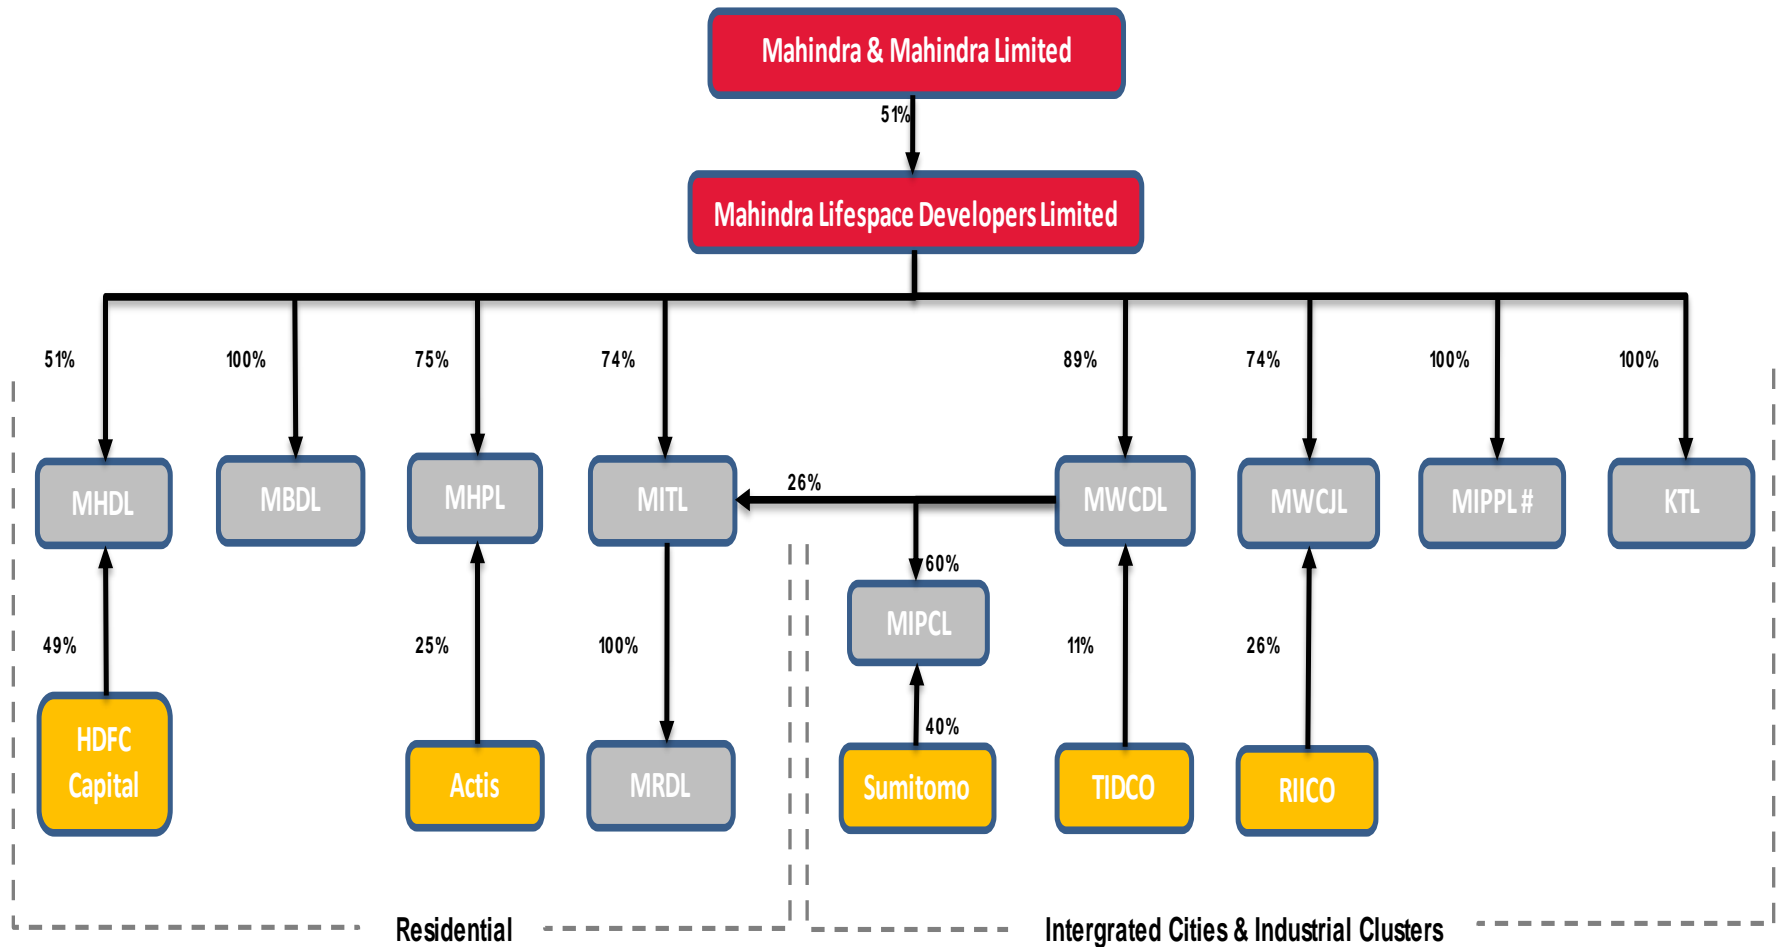 Mahindra & Mahindra Limited
51%
Mahindra Lifespace Developers Limited
51%
100%
75%
74%
89%
74%
100%
100%
MHDL
MBDL
MHPL
MITL
26%
MWCDL
MWCJL
MIPPL #
KTL
60%
MIPCL
49%
25%
100%
11%
26%
40%
HDFC
Capital
Actis
MRDL
Sumitomo
TIDCO
RIICO
Residential
Intergrated Cities & Industrial Clusters